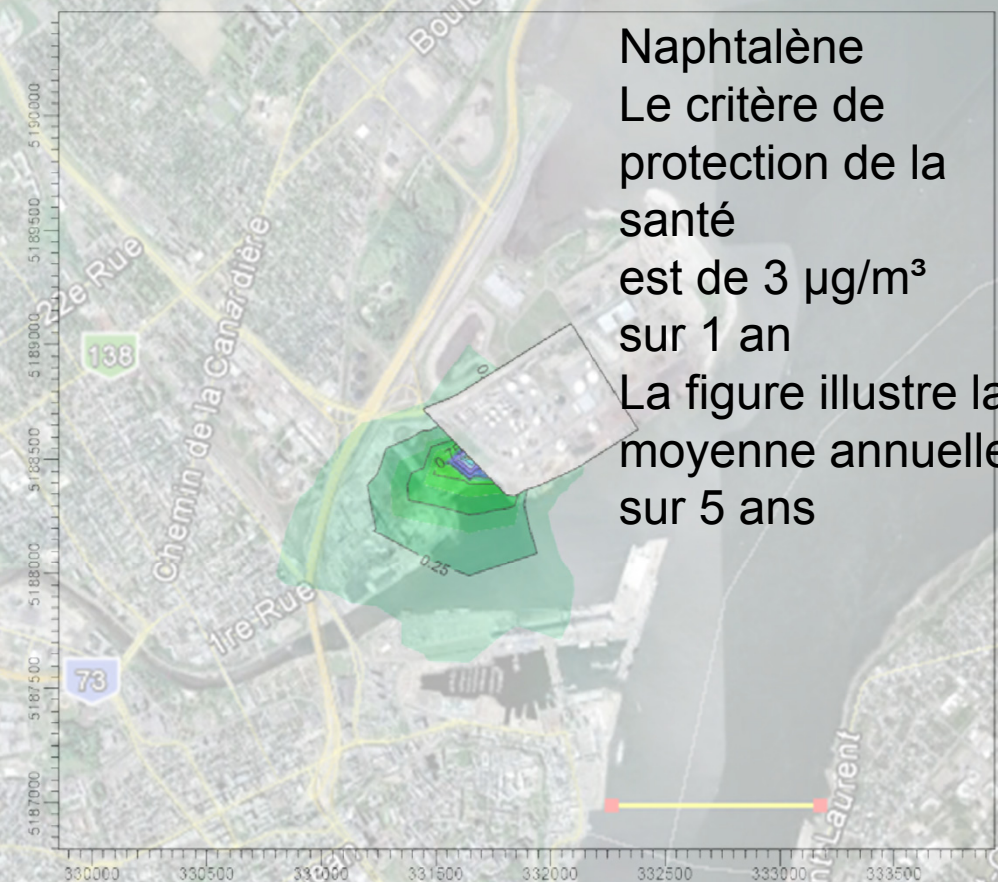 Naphtalène
Le critère de
protection de la
santé
est de 3 µg/m³
sur 1 an
La figure illustre la
moyenne annuelle
sur 5 ans
5190000
5189500
5189000
5188500
5188000
5187500
5187000
Chemin de la Canardière
138
0.25
1re-Rue
73
Laurent
330000
330500
331000
331500
332000
332500
333000
333500